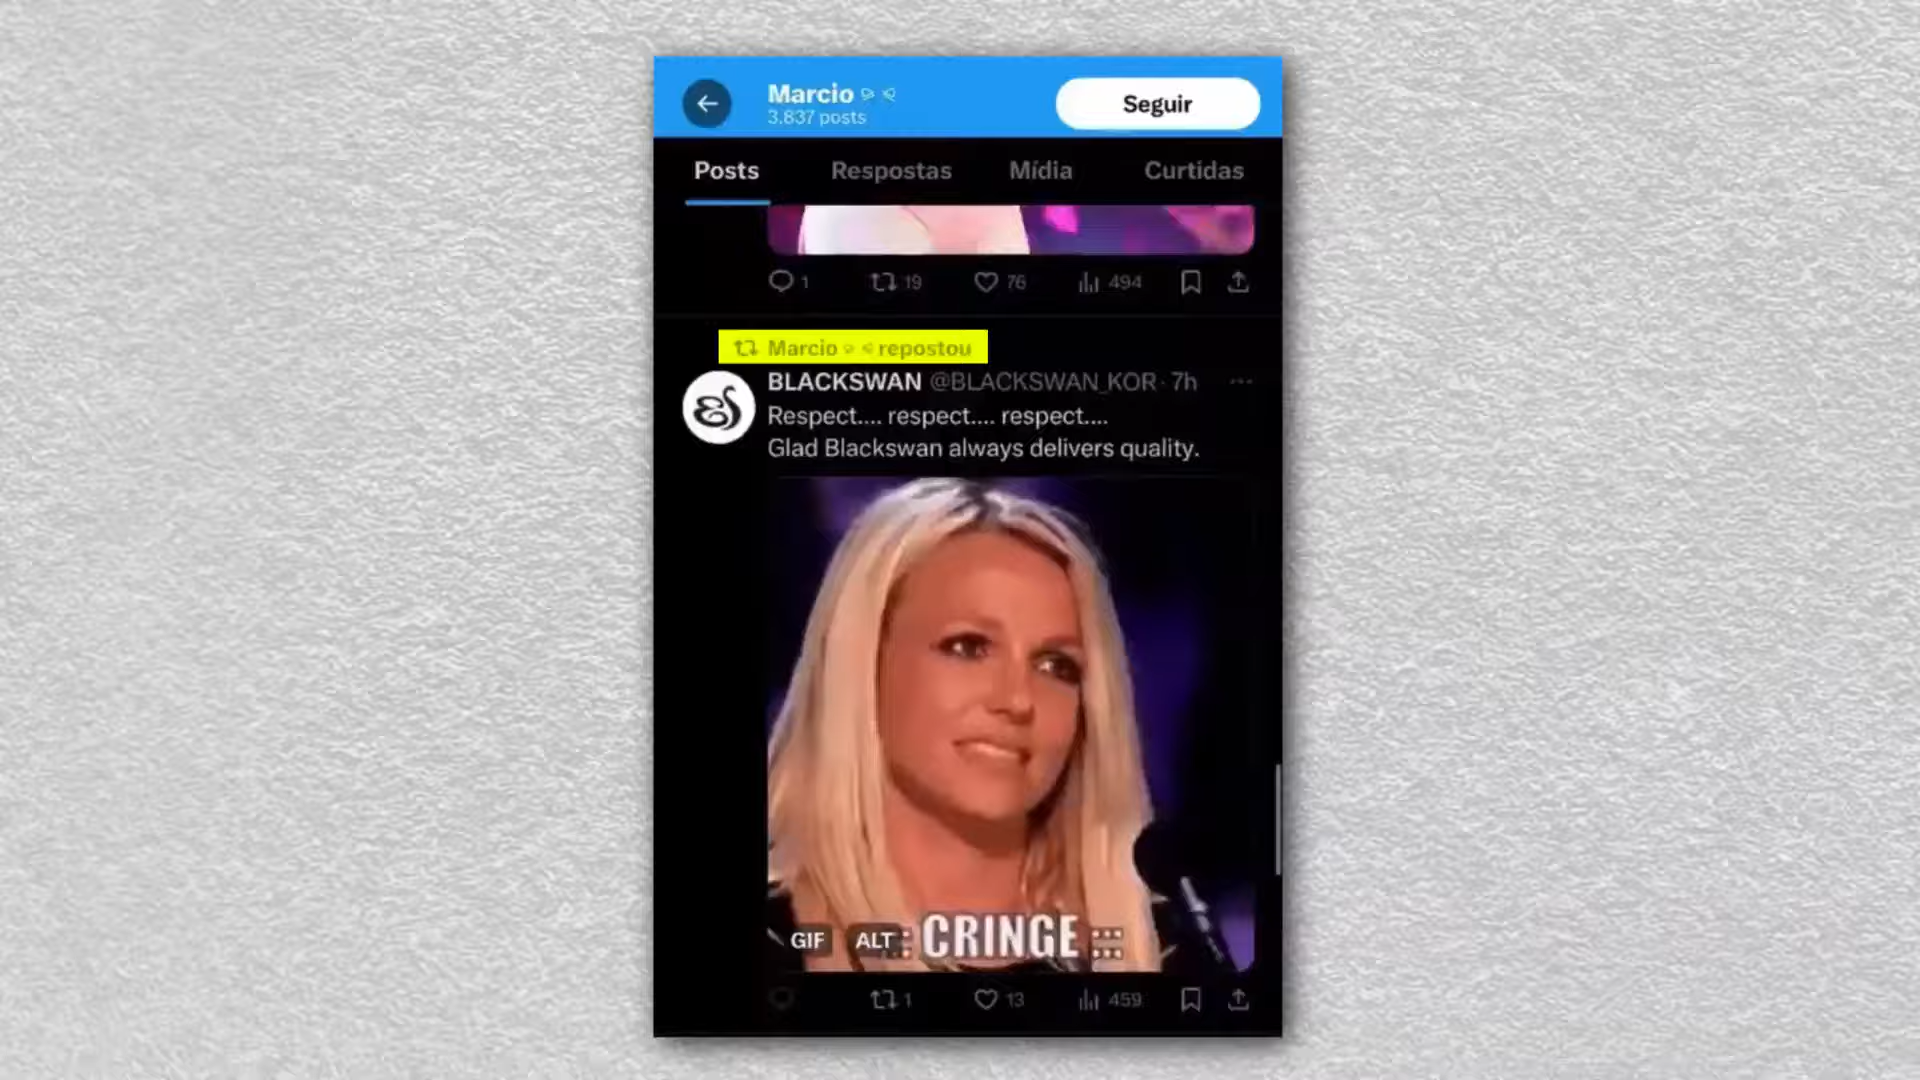 Marcio
3.837 posts
Seguir
Posts Respostas Mídia Curtidas
1 19 76 494
Marcio repostou
BLACKSWAN @BLACKSWAN_KOR · 7h
Respect.... respect.... respect....
Glad Blackswan always delivers quality.
GIF ALT CRINGE
1 13 459